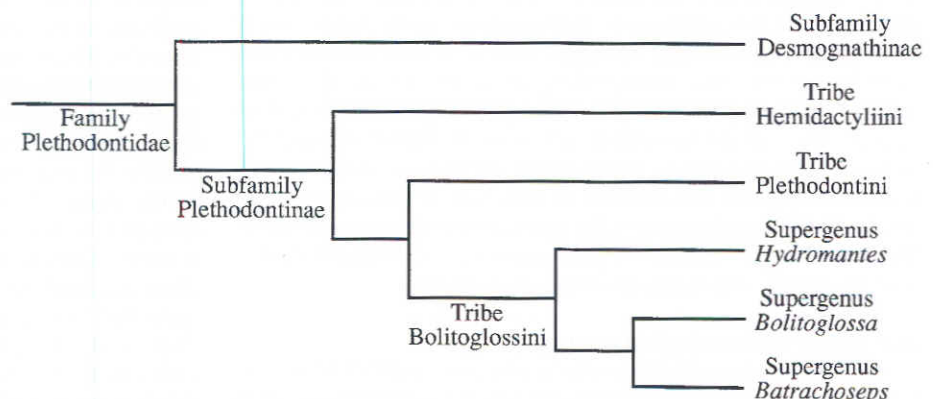 Subfamily
Desmognathinae
Tribe
Hemidactyliini
Family
Plethodontidae
Tribe
Plethodontini
Subfamily
Plethodontinae
Supergenus
Hydromantes
Supergenus
Bolitoglossa
Tribe
Bolitoglossini
Supergenus
Batrachoseps